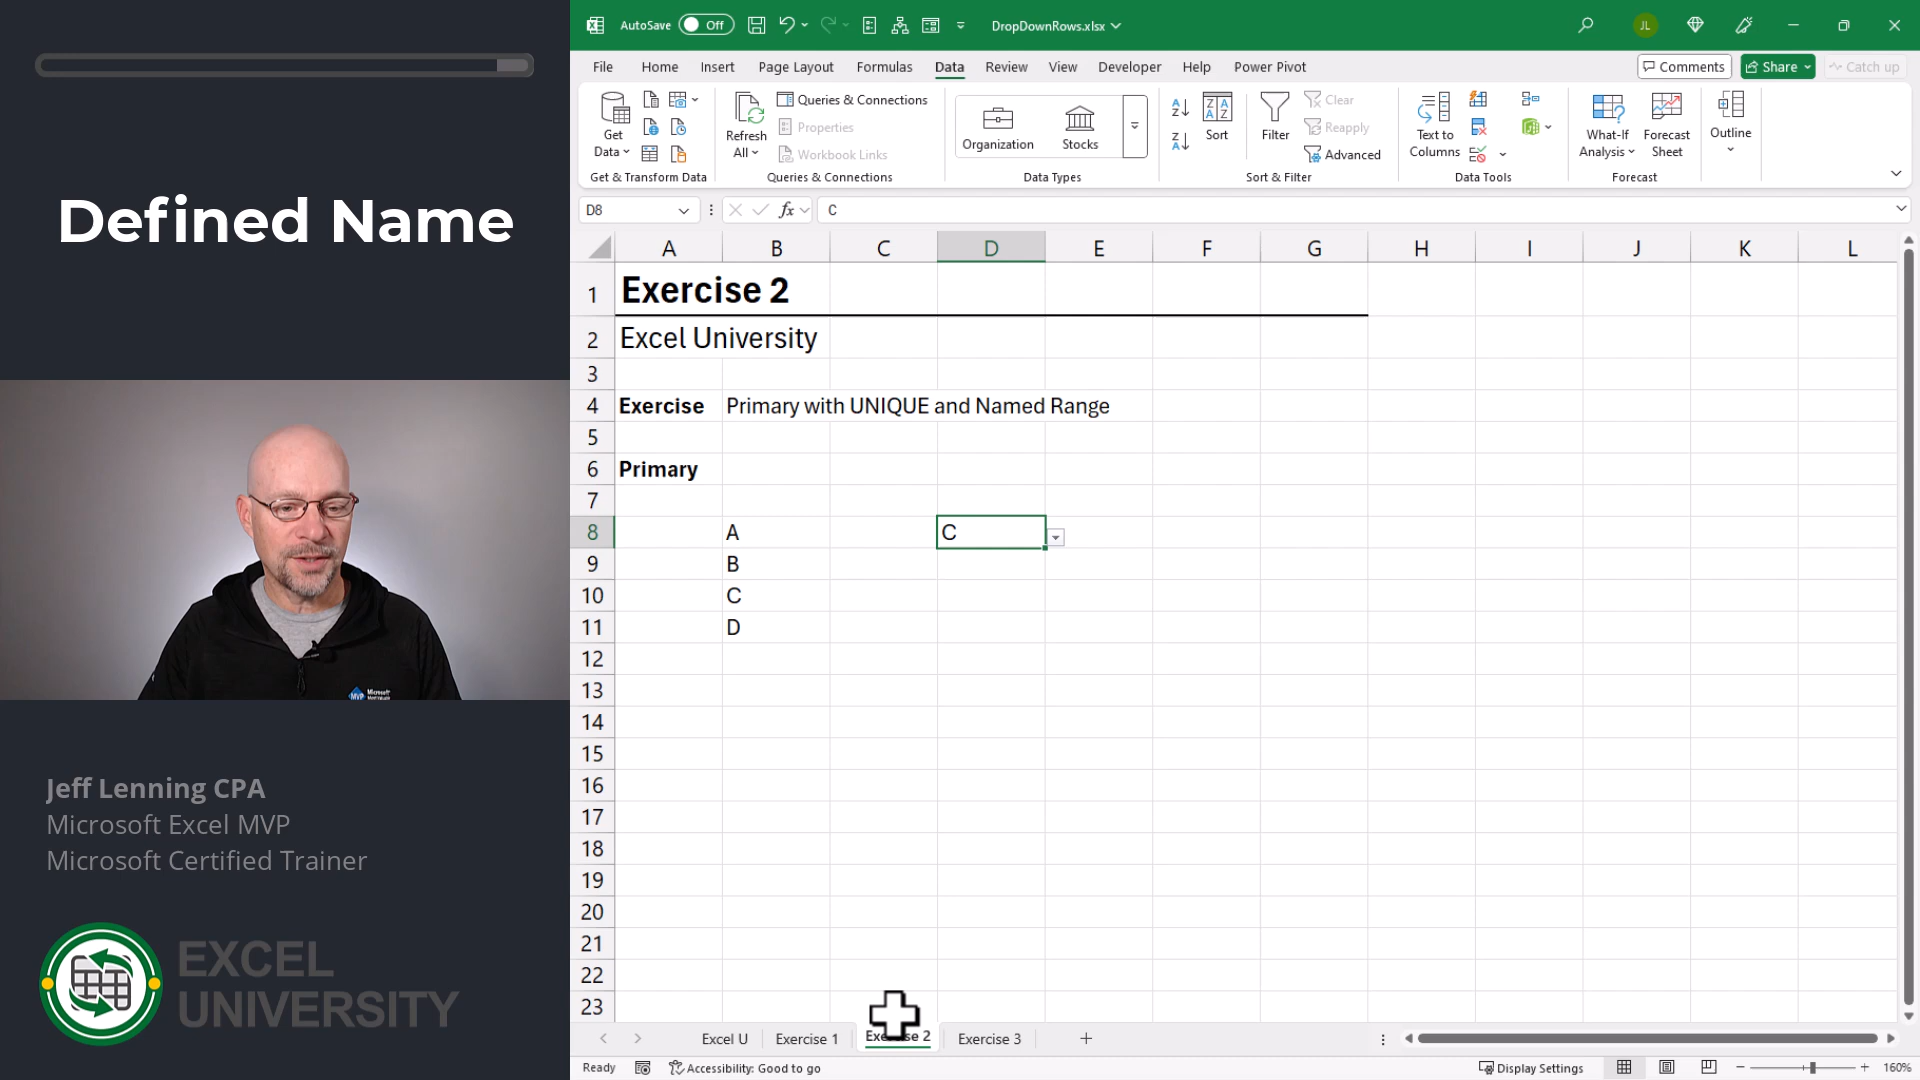 Defined Name
Jeff Lenning CPA
Microsoft Excel MVP
Microsoft Certified Trainer
EXCEL
UNIVERSITY
AutoSave Off
DropDownRows.xlsx
JL
File Home Insert Page Layout Formulas Data Review View Developer Help Power Pivot
Comments Share Catch up
Get Data
Get & Transform Data
Refresh All
Queries & Connections
Properties
Workbook Links
Queries & Connections
Organization Stocks
Data Types
Sort
Filter
Clear
Reapply
Advanced
Sort & Filter
Text to Columns
Data Tools
What-If Analysis
Forecast Sheet
Forecast
Outline
D8 fx C
A B C D E F G H I J K L
1 Exercise 2
2 Excel University
3
4 Exercise Primary with UNIQUE and Named Range
5
6 Primary
7
8 A C
9 B
10 C
11 D
12
13
14
15
16
17
18
19
20
21
22
23
Excel U Exercise 1 Exercise 2 Exercise 3
Ready Accessibility: Good to go Display Settings 160%
MVP Microsoft